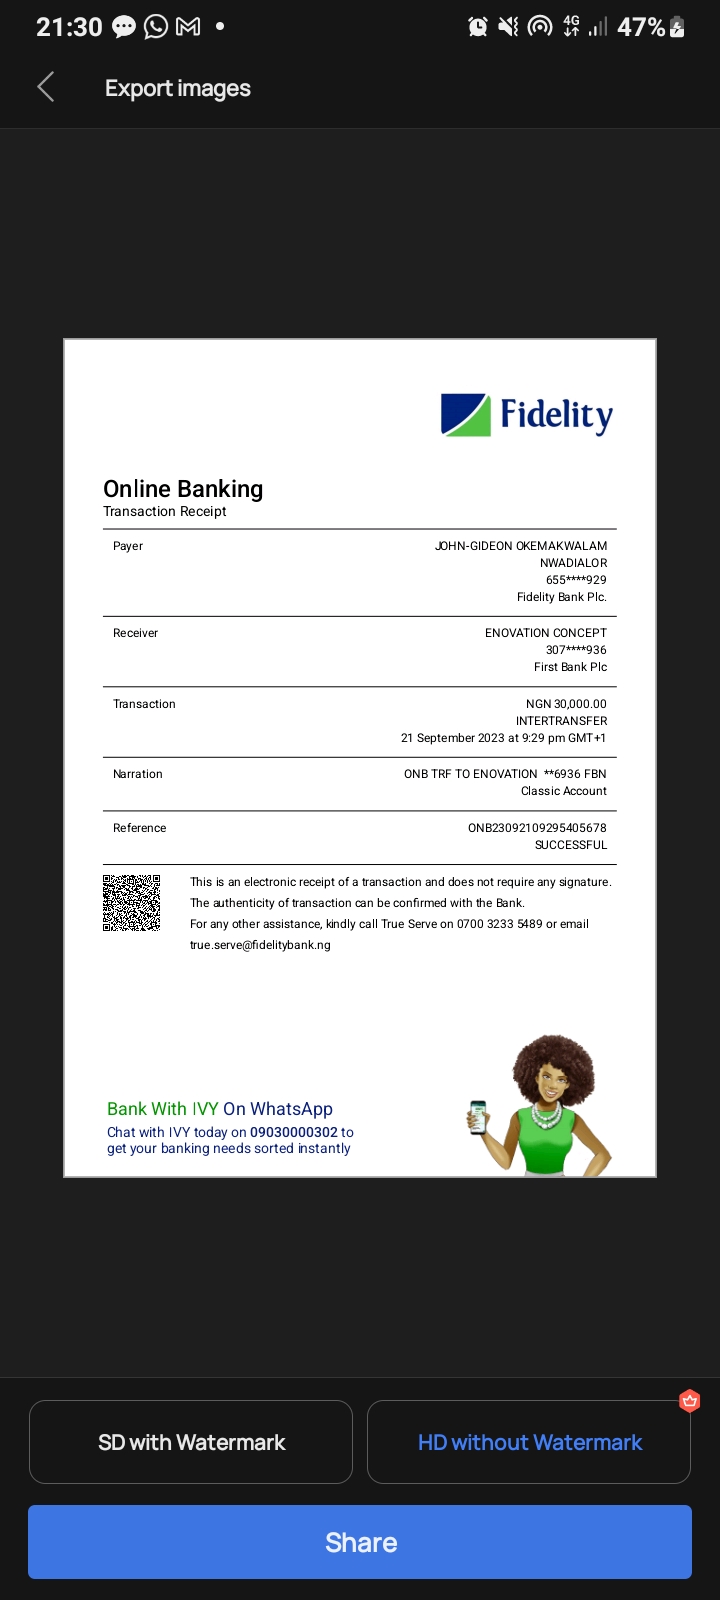 21:30 4G 47%
Export images
Fidelity
Online Banking
Transaction Receipt
Payer JOHN-GIDEON OKEMAKWALAM
NWADIALOR
655****929
Fidelity Bank Plc.
Receiver ENOVATION CONCEPT
307****936
First Bank Plc
Transaction NGN 30,000.00
INTERTRANSFER
21 September 2023 at 9:29 pm GMT+1
Narration ONB TRF TO ENOVATION **6936 FBN
Classic Account
Reference ONB23092109295405678
SUCCESSFUL
This is an electronic receipt of a transaction and does not require any signature.
The authenticity of transaction can be confirmed with the Bank.
For any other assistance, kindly call True Serve on 0700 3233 5489 or email
true.serve@fidelitybank.ng
Bank With IVY On WhatsApp
Chat with IVY today on 09030000302 to
get your banking needs sorted instantly
SD with Watermark
HD without Watermark
Share